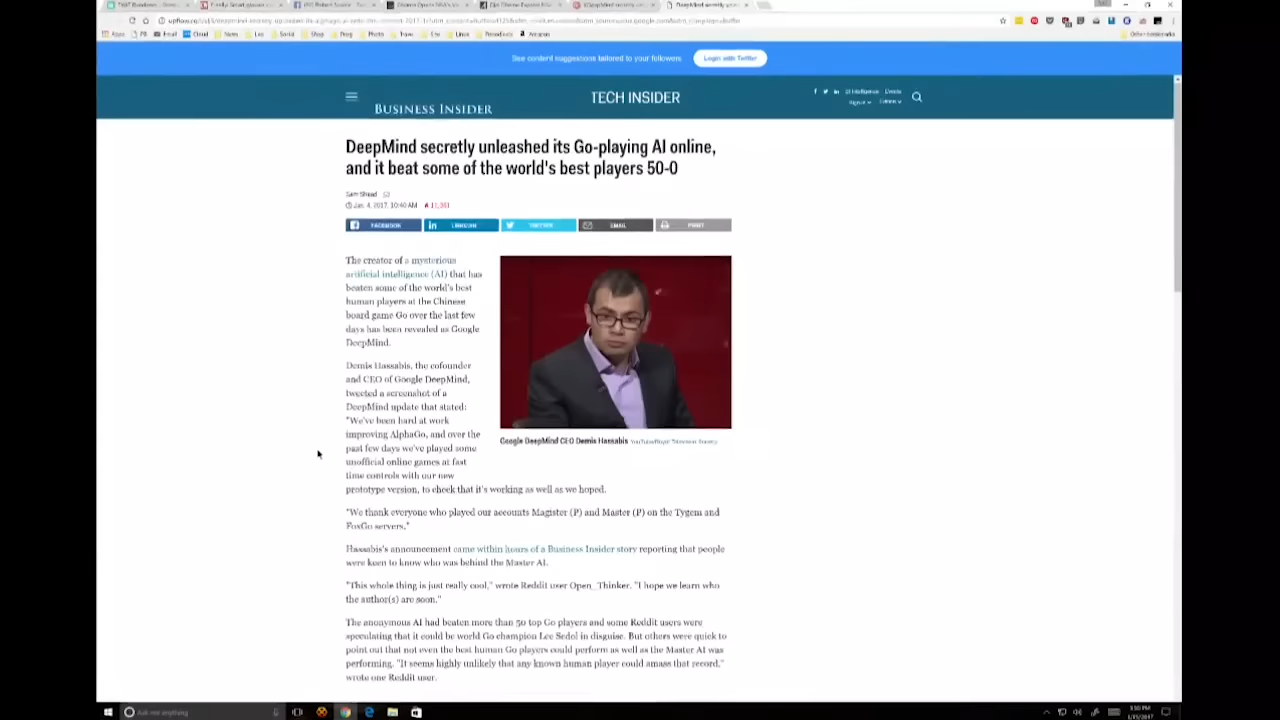 See content suggestions tailored to your followers
Login with Twitter
BUSINESS INSIDER
TECH INSIDER
DeepMind secretly unleashed its Go-playing AI online,
and it beat some of the world's best players 50-0
Sam Shead
Jan. 4, 2017, 10:40 AM
FACEBOOK
LINKEDIN
TWITTER
EMAIL
PRINT
The creator of a mysterious
artificial intelligence (AI) that has
beaten some of the world's best
human players at the Chinese
board game Go over the last few
days has been revealed as Google
DeepMind.
Demis Hassabis, the cofounder
and CEO of Google DeepMind,
tweeted a screenshot of a
DeepMind update that stated:
"We've been hard at work
improving AlphaGo, and over the
past few days we've played some
unofficial online games at fast
time controls with our new
prototype version, to check that it's working as well as we hoped.
Google DeepMind CEO Demis Hassabis
"We thank everyone who played our accounts Magister (P) and Master (P) on the Tygem and
FoxGo servers."
Hassabis's announcement came within hours of a Business Insider story reporting that people
were keen to know who was behind the Master AI.
"This whole thing is just really cool," wrote Reddit user Open_Thinker. "I hope we learn who
the author(s) are soon."
The anonymous AI had beaten more than 50 top Go players and some Reddit users were
speculating that it could be world Go champion Lee Sedol in disguise. But others were quick to
point out that not even the best human Go players could perform as well as the Master AI was
performing. "It seems highly unlikely that any known human player could amass that record,"
wrote one Reddit user.
Ask me anything